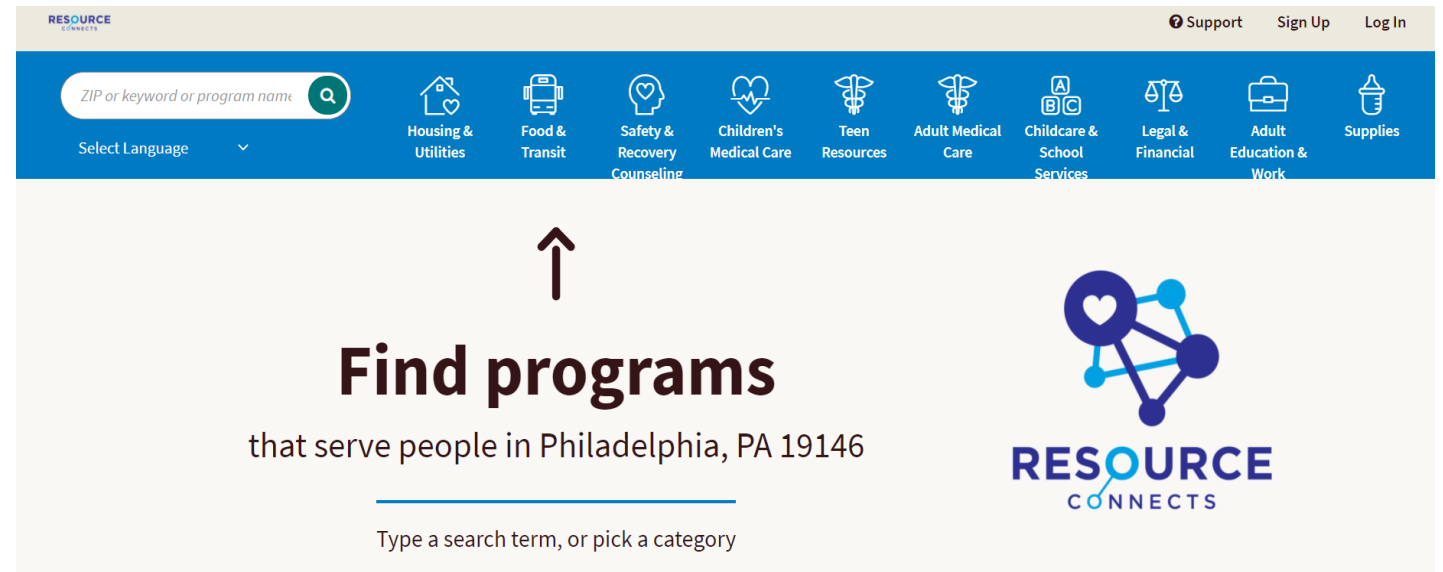 RESOURCE
CONNECTS
Support Sign Up Log In
ZIP or keyword or program name
Select Language
Housing &
Utilities
Food &
Transit
Safety &
Recovery
Counseling
Children's
Medical Care
Teen
Resources
Adult Medical
Care
Childcare &
School
Services
Legal &
Financial
Adult
Education &
Work
Supplies
A
B C
Find programs
that serve people in Philadelphia, PA 19146
Type a search term, or pick a category
RESOURCE
CONNECTS